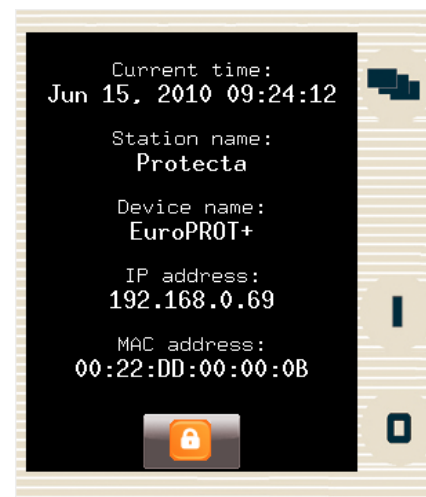 Current time:
Jun 15, 2010 09:24:12
Station name:
Protecta
Device name:
EuroPROT+
IP address:
192.168.0.69
MAC address:
00:22:DD:00:00:0B
I
O